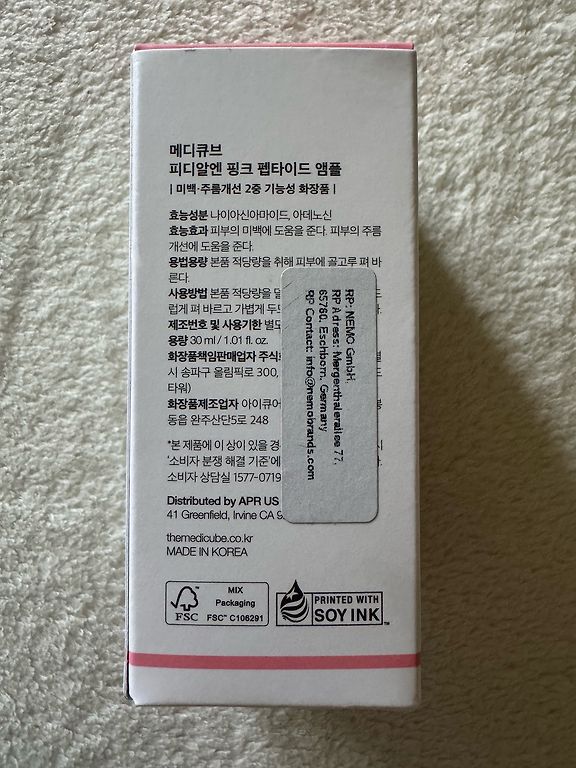 메디큐브
피디알엔 핑크 펩타이드 앰플
| 미백·주름개선 2중 기능성 화장품 |
효능성분 나이아신아마이드, 아데노신
효능효과 피부의 미백에 도움을 준다. 피부의 주름
개선에 도움을 준다.
용법용량 본품 적당량을 취해 피부에 골고루 펴 바
른다.
사용방법 본품 적당량을
럽게 펴 바르고 가볍게
제조번호 및 사용기한
용량 30 ml / 1.01 fl. oz.
화장품책임판매업자
시 송파구 올림픽로 300,
타워)
화장품제조업자
동읍 완주산단5로 248
*본 제품에 이상이 있을
'소비자 분쟁 해결 기준'에
소비자 상담실 1577-0719
Distributed by APR US
41 Greenfield, Irvine CA
themedicube.co.kr
MADE IN KOREA
RP: NEMO GmbH
RP Adress: Mergenthalerallee 77,
65760, Eschborn, Germany
RP Contact: info@nemobrands.com
FSC
MIX
Packaging
FSC™ C106291
PRINTED WITH
SOY INK™